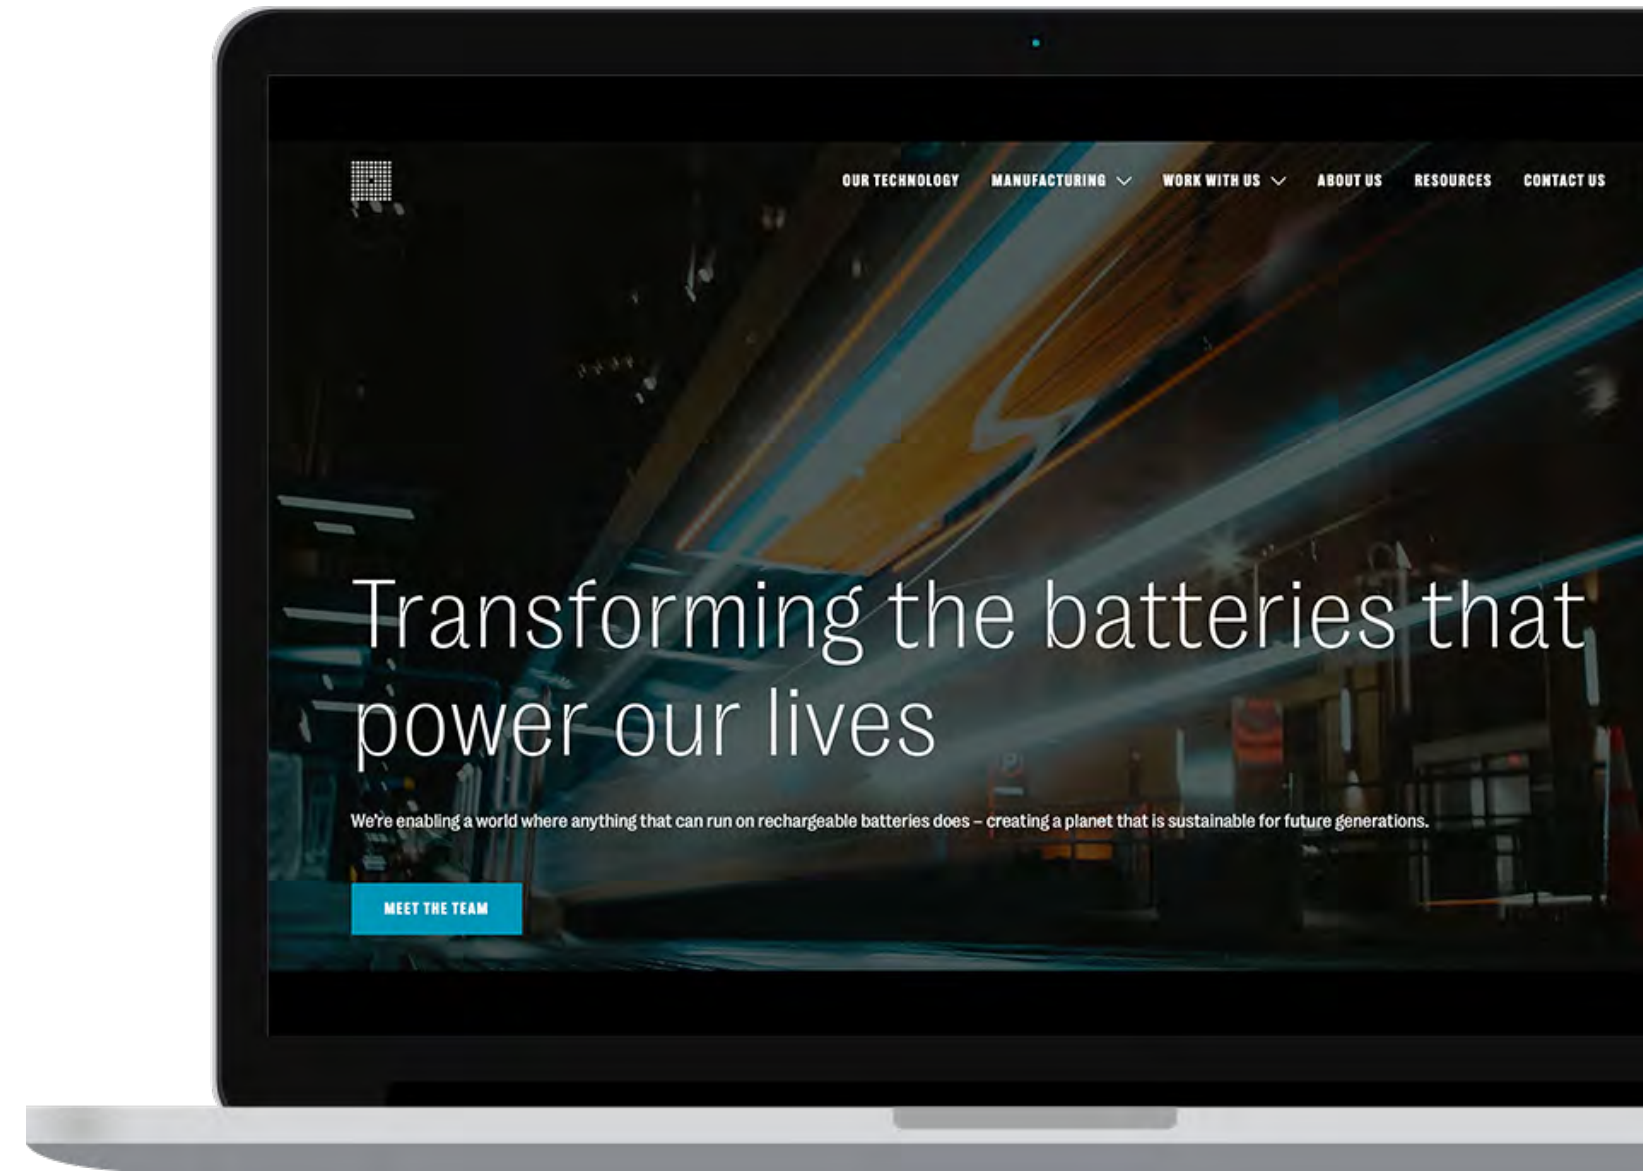 OUR TECHNOLOGY MANUFACTURING WORK WITH US ABOUT US RESOURCES CONTACT US
Transforming the batteries that
power our lives
We're enabling a world where anything that can run on rechargeable batteries does – creating a planet that is sustainable for future generations.
MEET THE TEAM